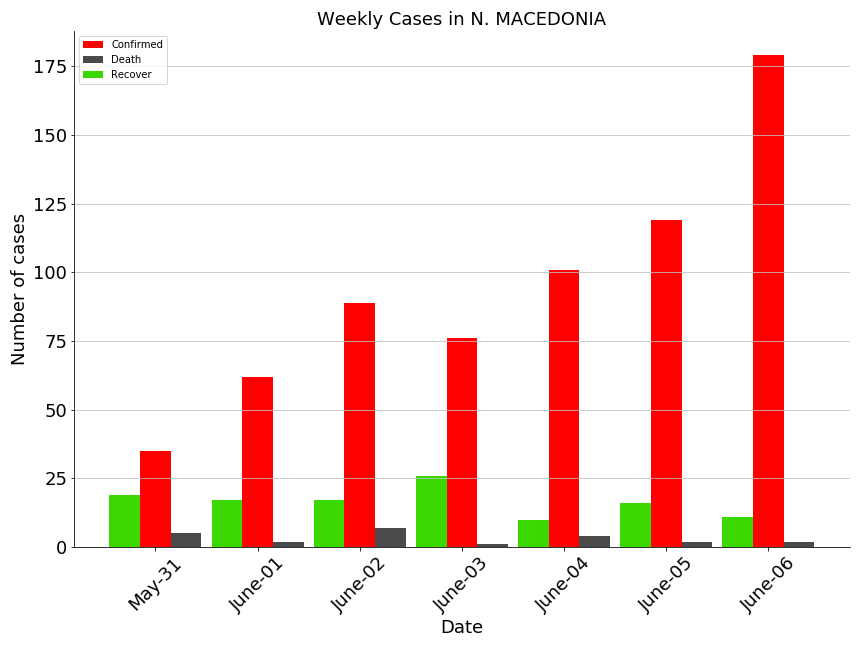 Weekly Cases in N. MACEDONIA
Confirmed
Death
Recover
Number of cases
175
150
125
100
75
50
25
0
May-31
June-01
June-02
June-03
June-04
June-05
June-06
Date